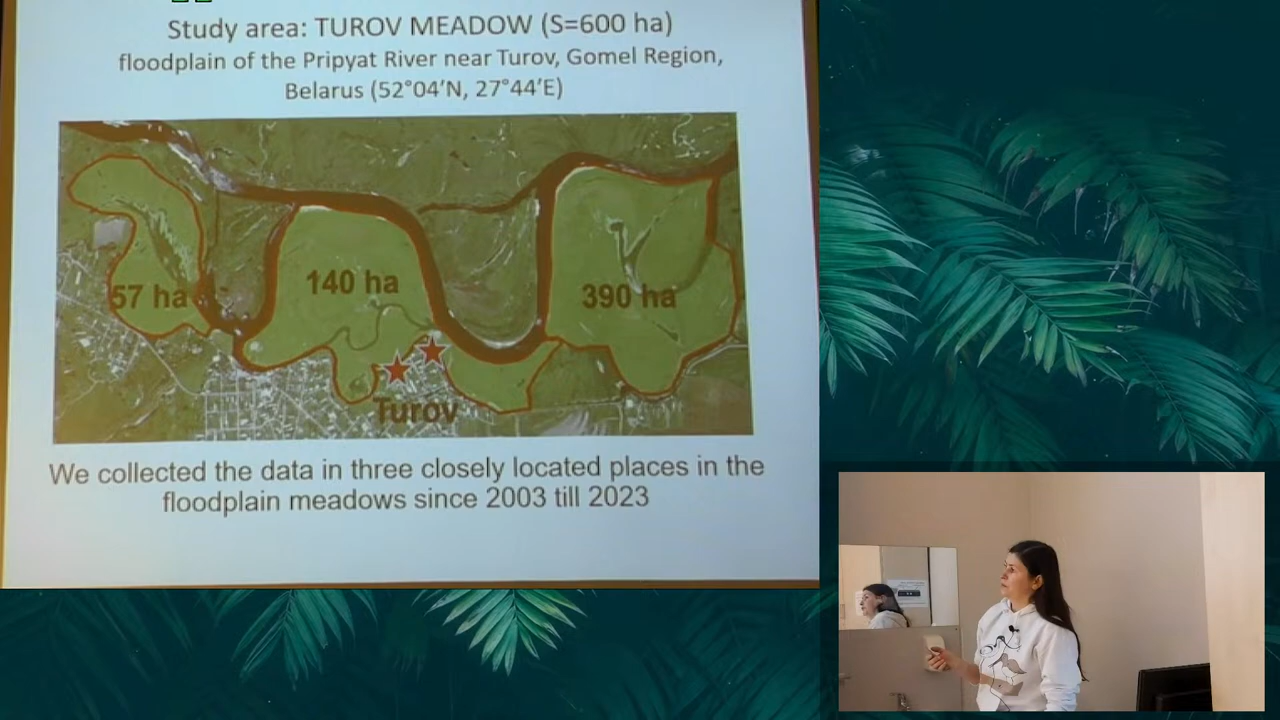 Study area: TUROV MEADOW (S=600 ha)
floodplain of the Pripyat River near Turov, Gomel Region,
Belarus (52°04′N, 27°44′E)
57 ha
140 ha
390 ha
Turov
We collected the data in three closely located places in the
floodplain meadows since 2003 till 2023